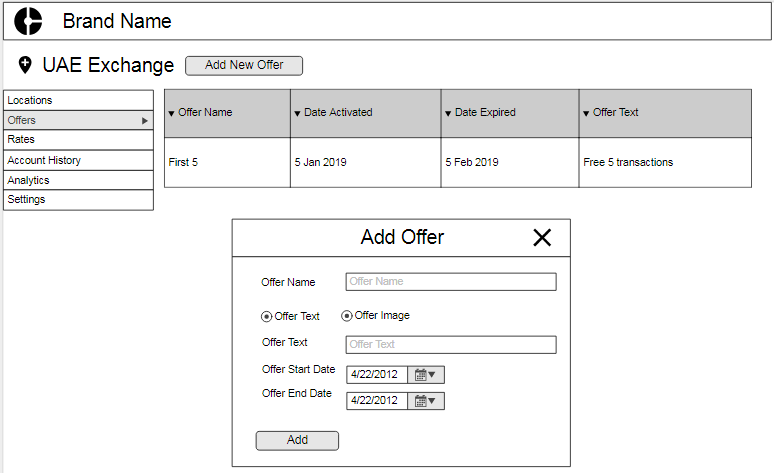 Brand Name
UAE Exchange
Add New Offer
Locations
Offers
Rates
Account History
Analytics
Settings
Offer Name Date Activated Date Expired Offer Text
First 5 5 Jan 2019 5 Feb 2019 Free 5 transactions
Add Offer
Offer Name Offer Name
Offer Text Offer Image
Offer Text Offer Text
Offer Start Date 4/22/2012
Offer End Date 4/22/2012
Add